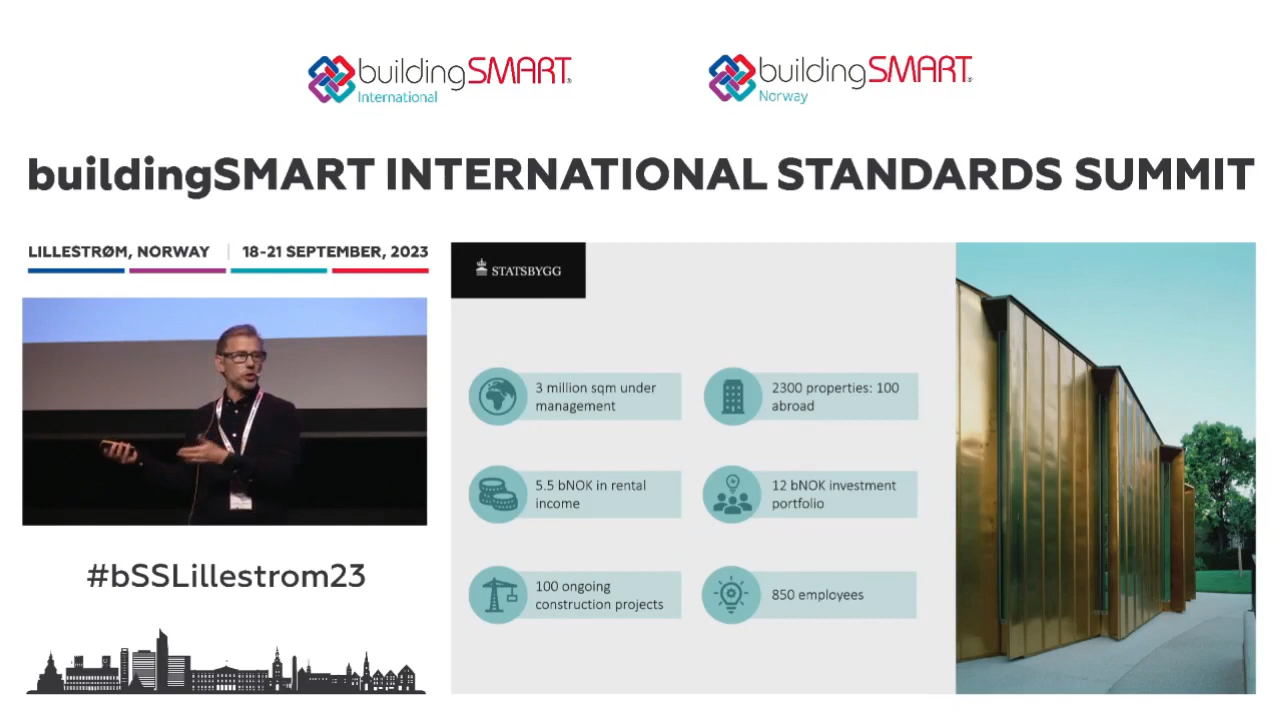 buildingSMART
International
buildingSMART
Norway
buildingSMART INTERNATIONAL STANDARDS SUMMIT
LILLESTRØM, NORWAY | 18-21 SEPTEMBER, 2023
STATSBYGG
3 million sqm under
management
2300 properties: 100
abroad
5.5 bNOK in rental
income
12 bNOK investment
portfolio
100 ongoing
construction projects
850 employees
#bSSLillestrom23